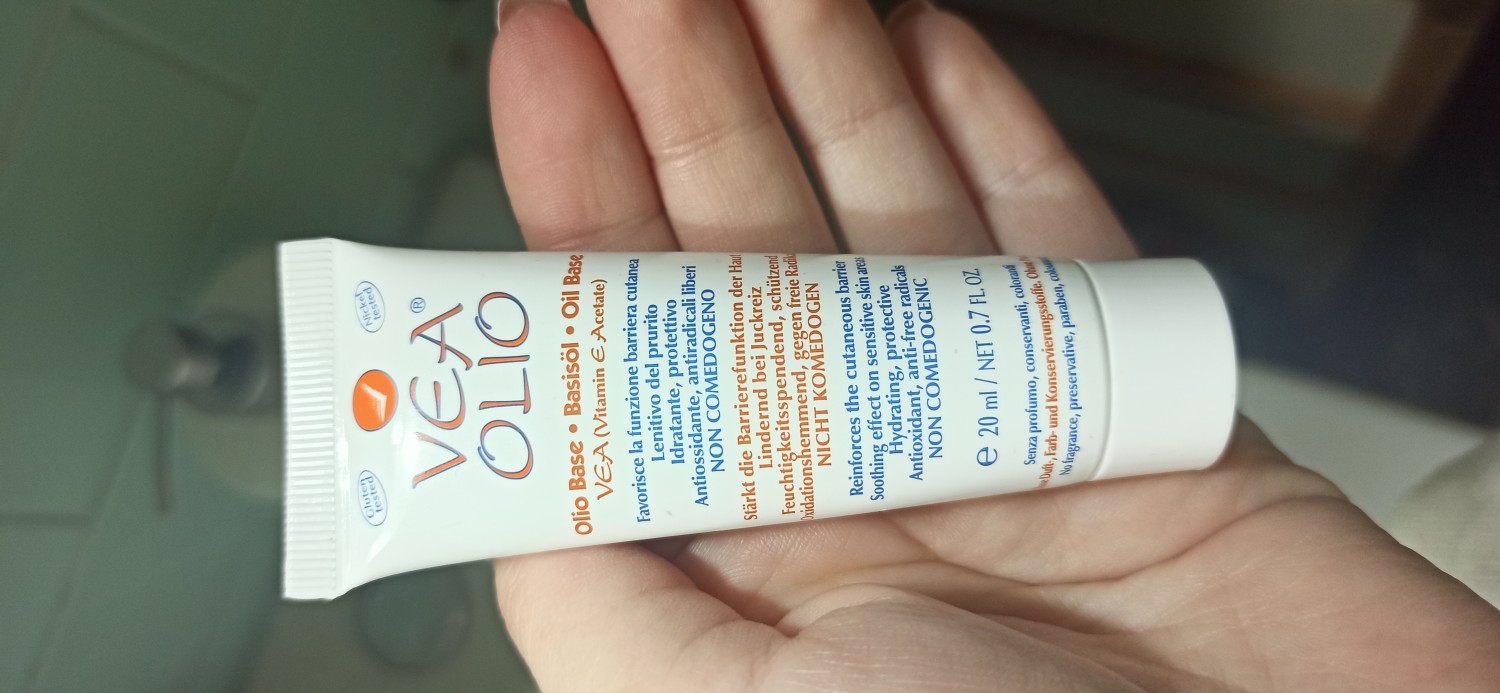 Gluten tested
Nickel tested
VEA®
OLIO
Olio Base • Basisöl • Oil Base
VEA (Vitamin E Acetate)
Favorisce la funzione barriera cutanea
Lenitivo del prurito
Idratante, protettivo
Antiossidante, antiradicali liberi
NON COMEDOGENO
Stärkt die Barrierefunktion der Haut
Lindernd bei Juckreiz
Feuchtigkeitsspendend, schützend
Oxidationshemmend, gegen freie
NICHT KOMEDOGEN
Reinforces the cutaneous barrier
Soothing effect on sensitive skin areas
Hydrating, protective
Antioxidant, anti-free radicals
NON COMEDOGENIC
e 20 ml / NET 0.7 FL. OZ.
Senza profumo, conservanti, coloranti
Farb- und Konservierungsstoffe.
No fragrance, preservative, paraben,